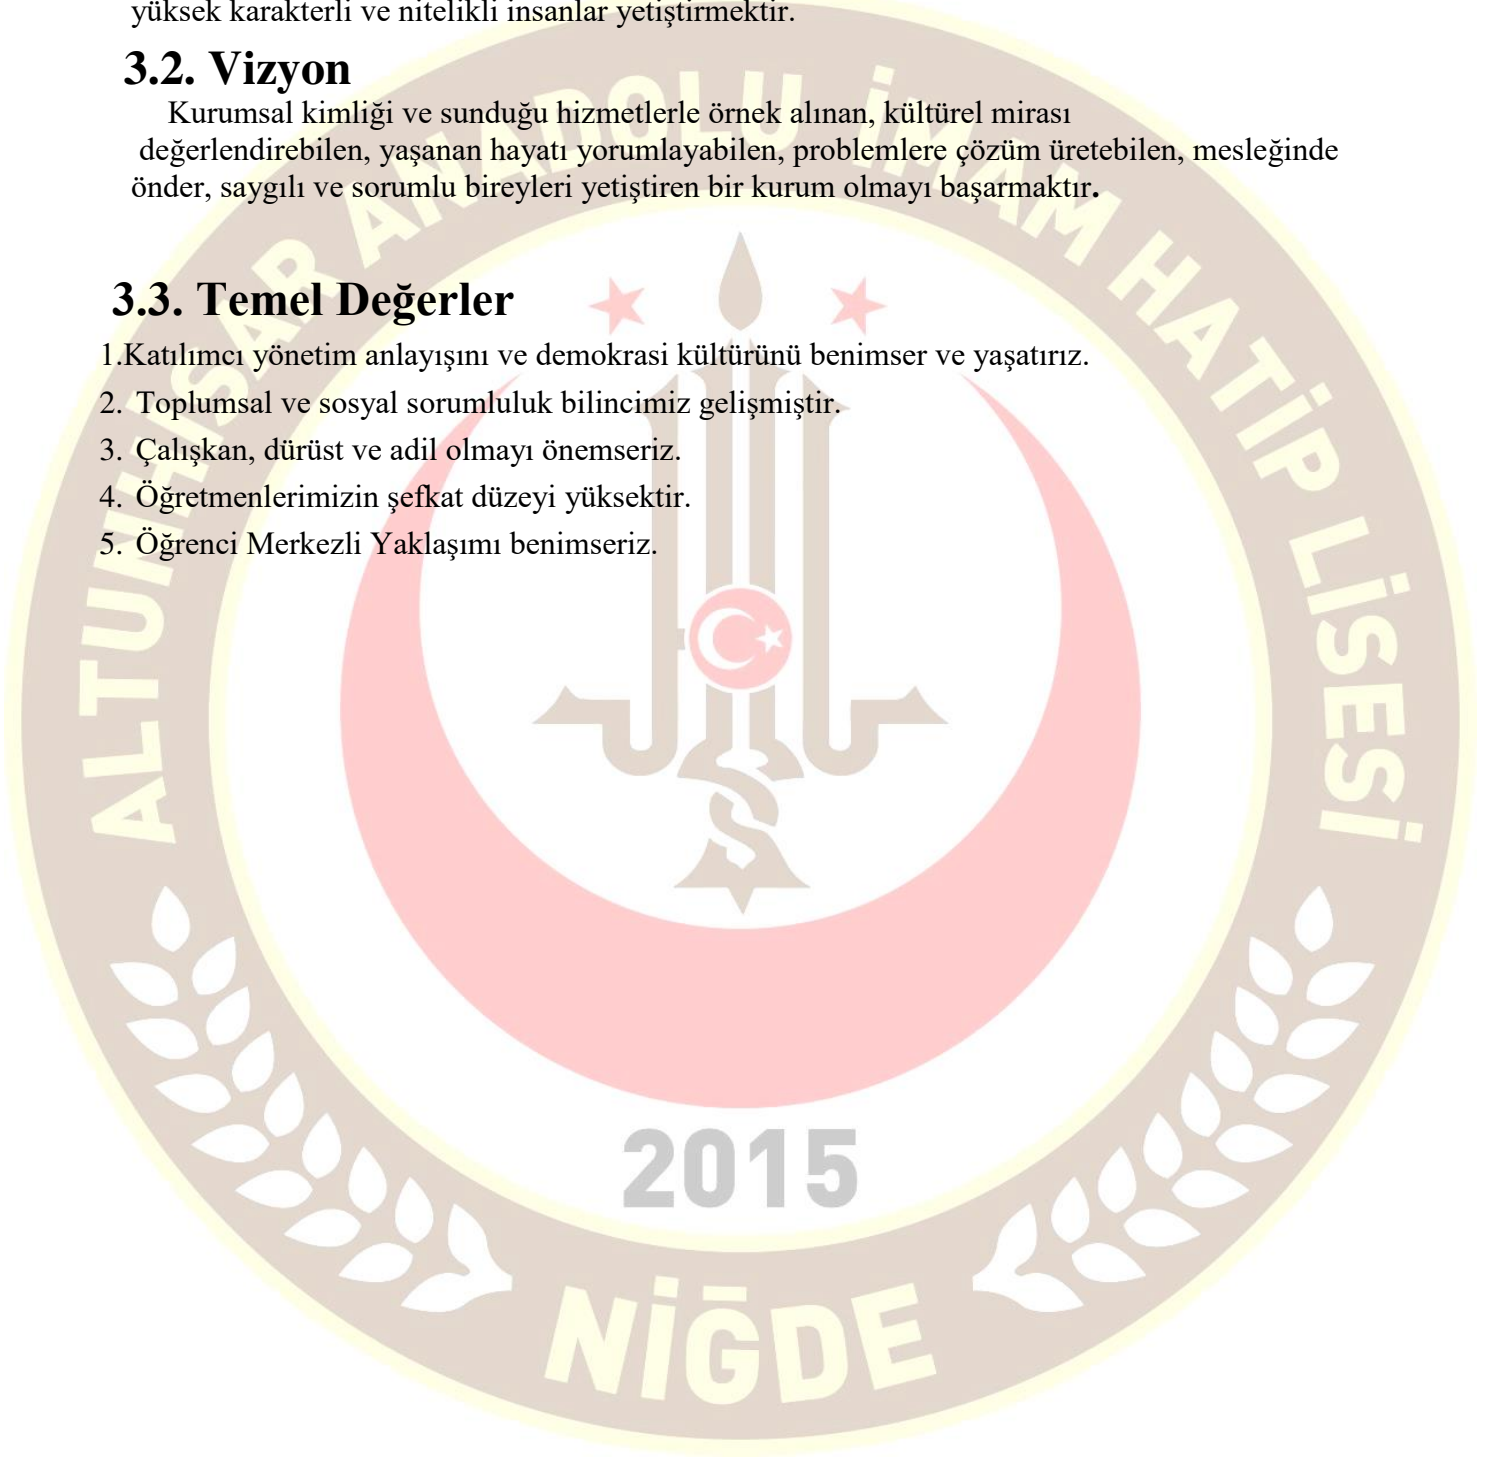 yüksek karakterli ve nitelikli insanlar yetiştirmektir.
3.2. Vizyon
Kurumsal kimliği ve sunduğu hizmetlerle örnek alınan, kültürel mirası
değerlendirebilen, yaşanan hayatı yorumlayabilen, problemlere çözüm üretebilen, mesleğinde
önder, saygılı ve sorumlu bireyleri yetiştiren bir kurum olmayı başarmaktır.
3.3. Temel Değerler
1.Katılımcı yönetim anlayışını ve demokrasi kültürünü benimser ve yaşatırız.
2. Toplumsal ve sosyal sorumluluk bilincimiz gelişmiştir.
3. Çalışkan, dürüst ve adil olmayı önemseriz.
4. Öğretmenlerimizin şefkat düzeyi yüksektir.
5. Öğrenci Merkezli Yaklaşımı benimseriz.
ALTUNHİSAR ANADOLU İMAM HATİP LİSESİ
2015
NİĞDE